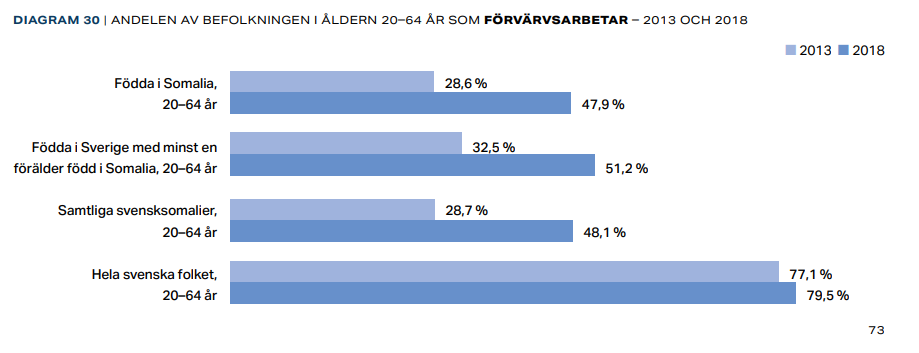 DIAGRAM 30 | ANDELEN AV BEFOLKNINGEN I ÅLDERN 20–64 ÅR SOM FÖRVÄRVSARBETAR – 2013 OCH 2018
2013 2018
Födda i Somalia,
20–64 år
28,6 %
47,9 %
Födda i Sverige med minst en
förälder född i Somalia, 20–64 år
32,5 %
51,2 %
Samtliga svensksomalier,
20–64 år
28,7 %
48,1 %
Hela svenska folket,
20–64 år
77,1 %
79,5 %
73